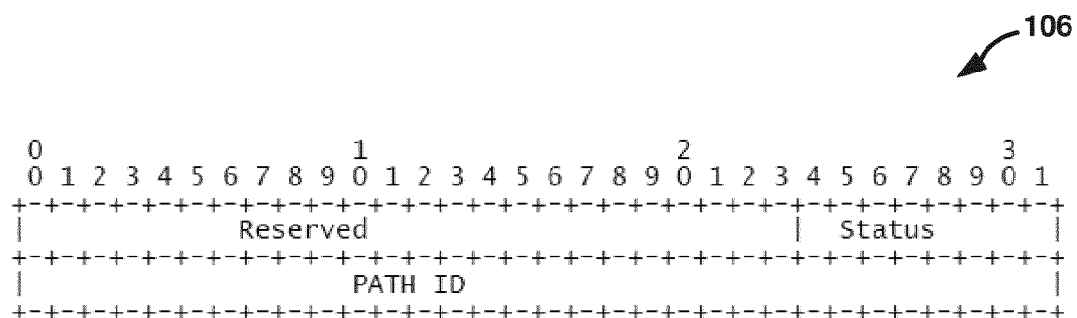 106
0                   1                   2                   3
0 1 2 3 4 5 6 7 8 9 0 1 2 3 4 5 6 7 8 9 0 1 2 3 4 5 6 7 8 9 0 1
+-+-+-+-+-+-+-+-+-+-+-+-+-+-+-+-+-+-+-+-+-+-+-+-+-+-+-+-+-+-+-+-+
|             Reserved                          |  Status       |
+-+-+-+-+-+-+-+-+-+-+-+-+-+-+-+-+-+-+-+-+-+-+-+-+-+-+-+-+-+-+-+-+
|                    PATH ID                                    |
+-+-+-+-+-+-+-+-+-+-+-+-+-+-+-+-+-+-+-+-+-+-+-+-+-+-+-+-+-+-+-+-+